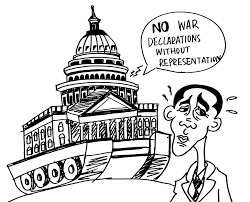 NO WAR
DECLARATIONS
WITHOUT
REPRESENTATION